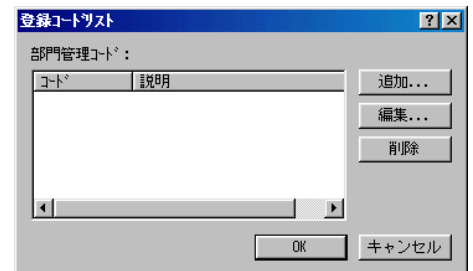 登録ｺｰﾄﾞﾘｽﾄ
部門管理ｺｰﾄﾞ：
ｺｰﾄﾞ 説明
追加...
編集...
削除
OK キャンセル